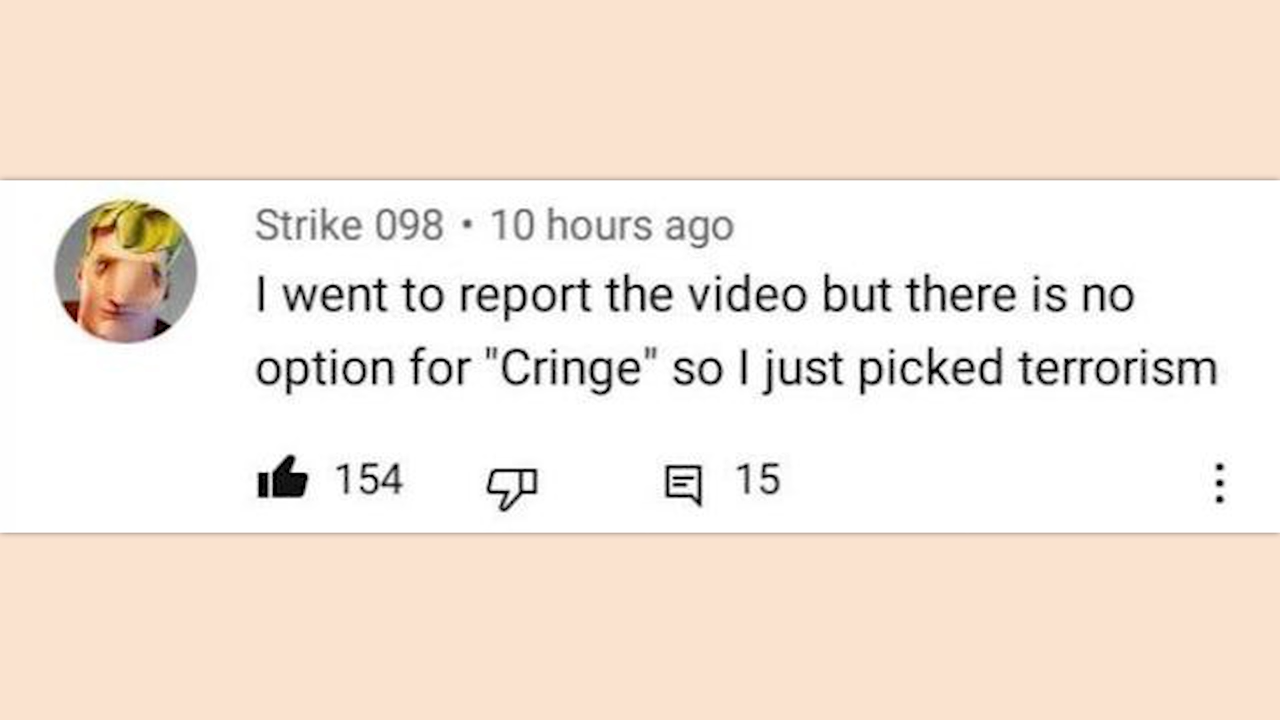 Strike 098 • 10 hours ago
I went to report the video but there is no
option for "Cringe" so I just picked terrorism
154 15